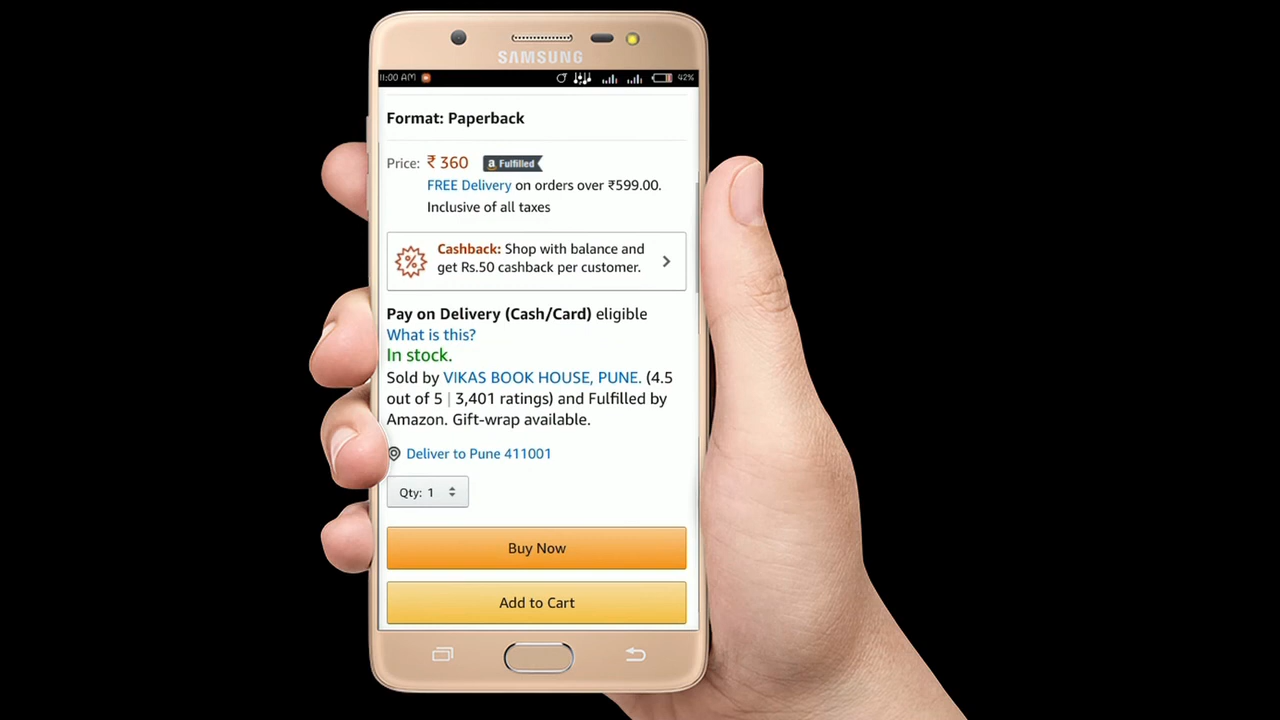 SAMSUNG
11:00 AM
42%
Format: Paperback
Price: ₹ 360 a Fulfilled
FREE Delivery on orders over ₹599.00.
Inclusive of all taxes
Cashback: Shop with balance and
get Rs.50 cashback per customer.
Pay on Delivery (Cash/Card) eligible
What is this?
In stock.
Sold by VIKAS BOOK HOUSE, PUNE. (4.5
out of 5 | 3,401 ratings) and Fulfilled by
Amazon. Gift-wrap available.
Deliver to Pune 411001
Qty: 1
Buy Now
Add to Cart